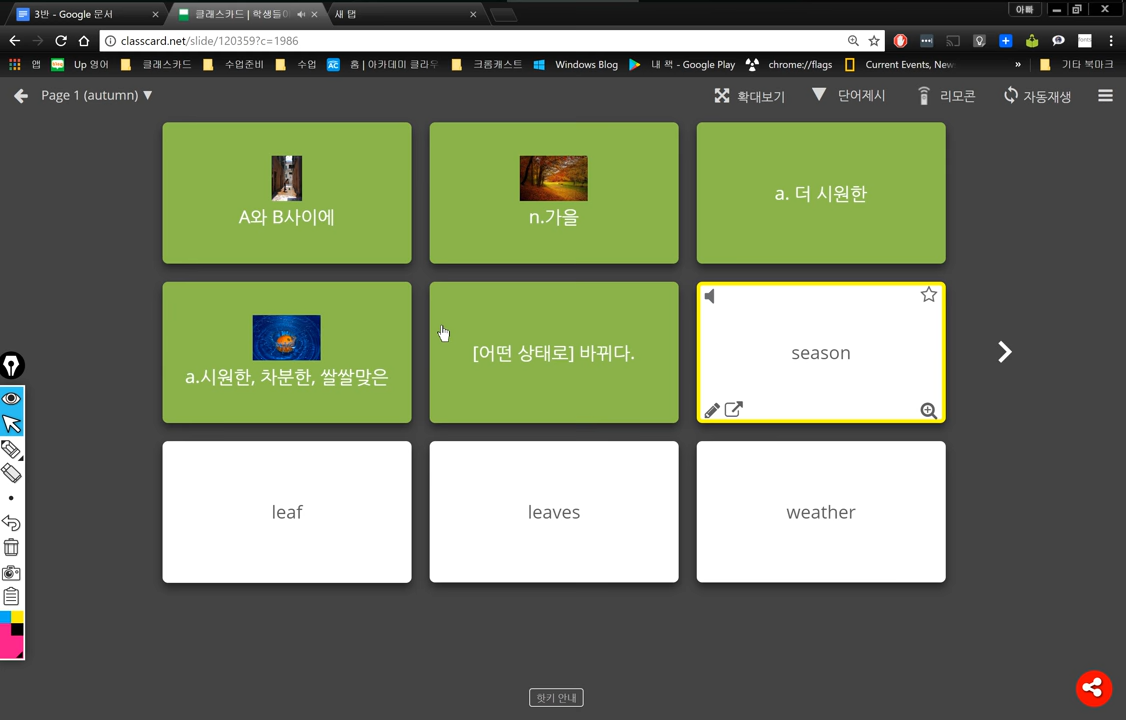 3반 - Google 문서
클래스카드 | 학생들이
새 탭
아빠
classcard.net/slide/120359?c=1986
앱
Up 영어
클래스카드
수업준비
수업
홈 | 아카데미 클라우
크롬캐스트
Windows Blog
내 책 - Google Play
chrome://flags
Current Events, New
»
기타 북마크
Page 1 (autumn) ▼
확대보기
단어제시
리모콘
자동재생
A와 B사이에
n.가을
a. 더 시원한
a.시원한, 차분한, 쌀쌀맞은
[어떤 상태로] 바뀌다.
season
leaf
leaves
weather
핫키 안내